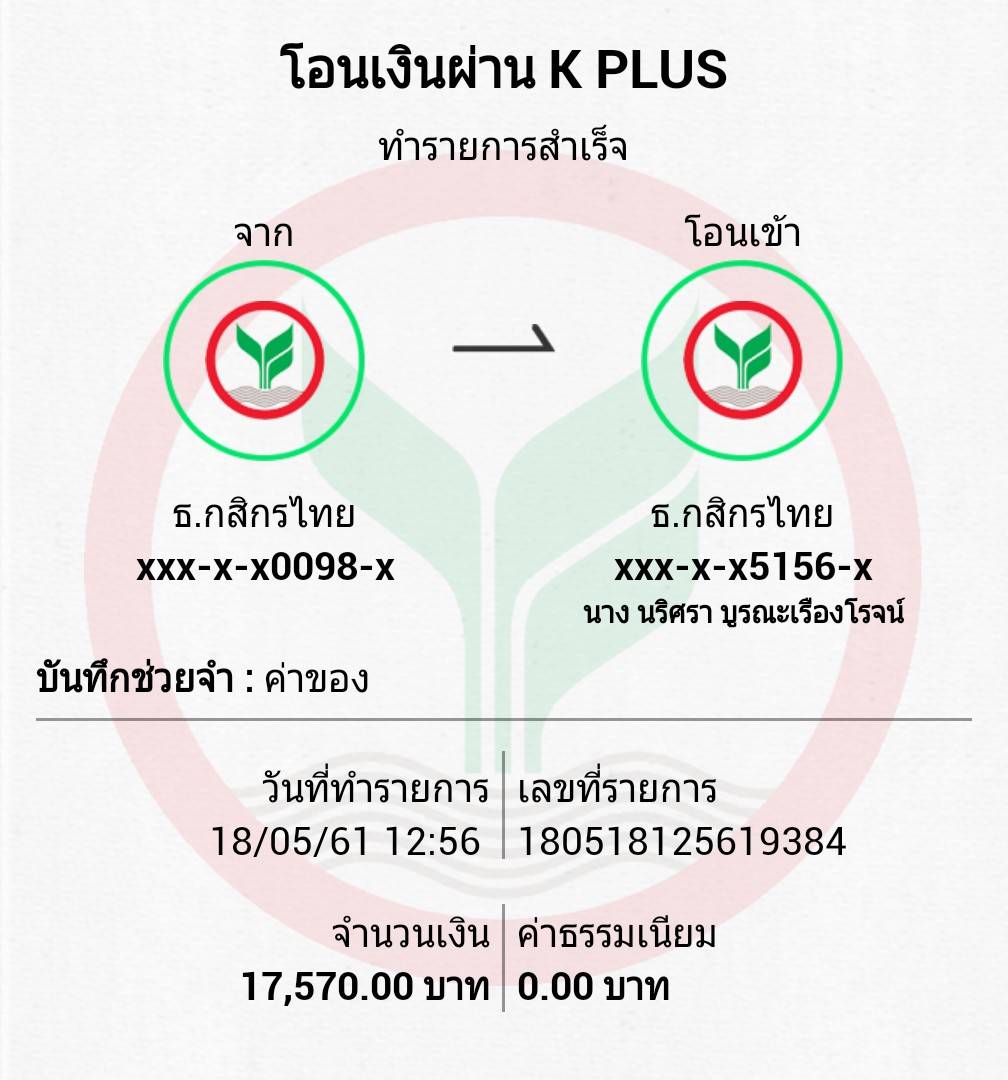 โอนเงินผ่าน K PLUS
ทำรายการสำเร็จ
จาก
โอนเข้า
ธ.กสิกรไทย
xxx-x-x0098-x
ธ.กสิกรไทย
xxx-x-x5156-x
นาง นริศรา บูรณะเรืองโรจน์
บันทึกช่วยจำ : ค่าของ
วันที่ทำรายการ
18/05/61 12:56
เลขที่รายการ
180518125619384
จำนวนเงิน
17,570.00 บาท
ค่าธรรมเนียม
0.00 บาท